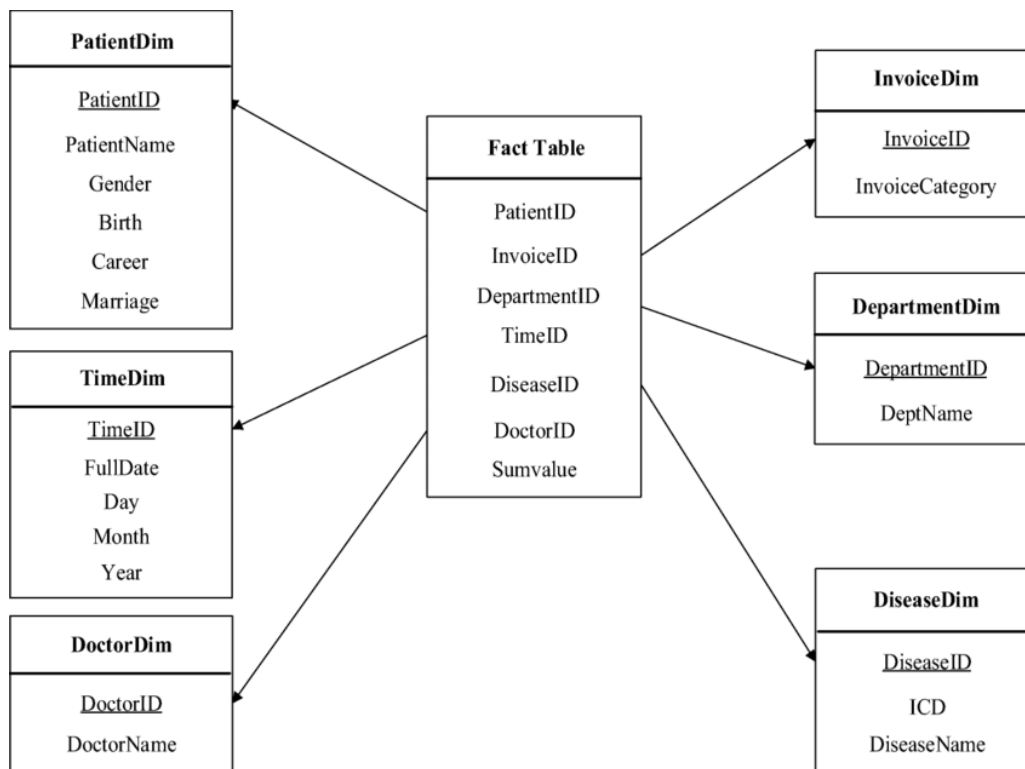 PatientDim
PatientID
PatientName
Gender
Birth
Career
Marriage
TimeDim
TimeID
FullDate
Day
Month
Year
DoctorDim
DoctorID
DoctorName
Fact Table
PatientID
InvoiceID
DepartmentID
TimeID
DiseaseID
DoctorID
Sumvalue
InvoiceDim
InvoiceID
InvoiceCategory
DepartmentDim
DepartmentID
DeptName
DiseaseDim
DiseaseID
ICD
DiseaseName